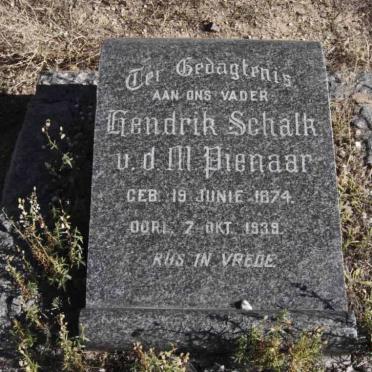 Ter Gedagtenis
AAN ONS VADER
Hendrik Schalk
v. d. M Pienaar
GEB. 19 JUNIE 1874.
OORL. 7 OKT. 1939.
RUS IN VREDE